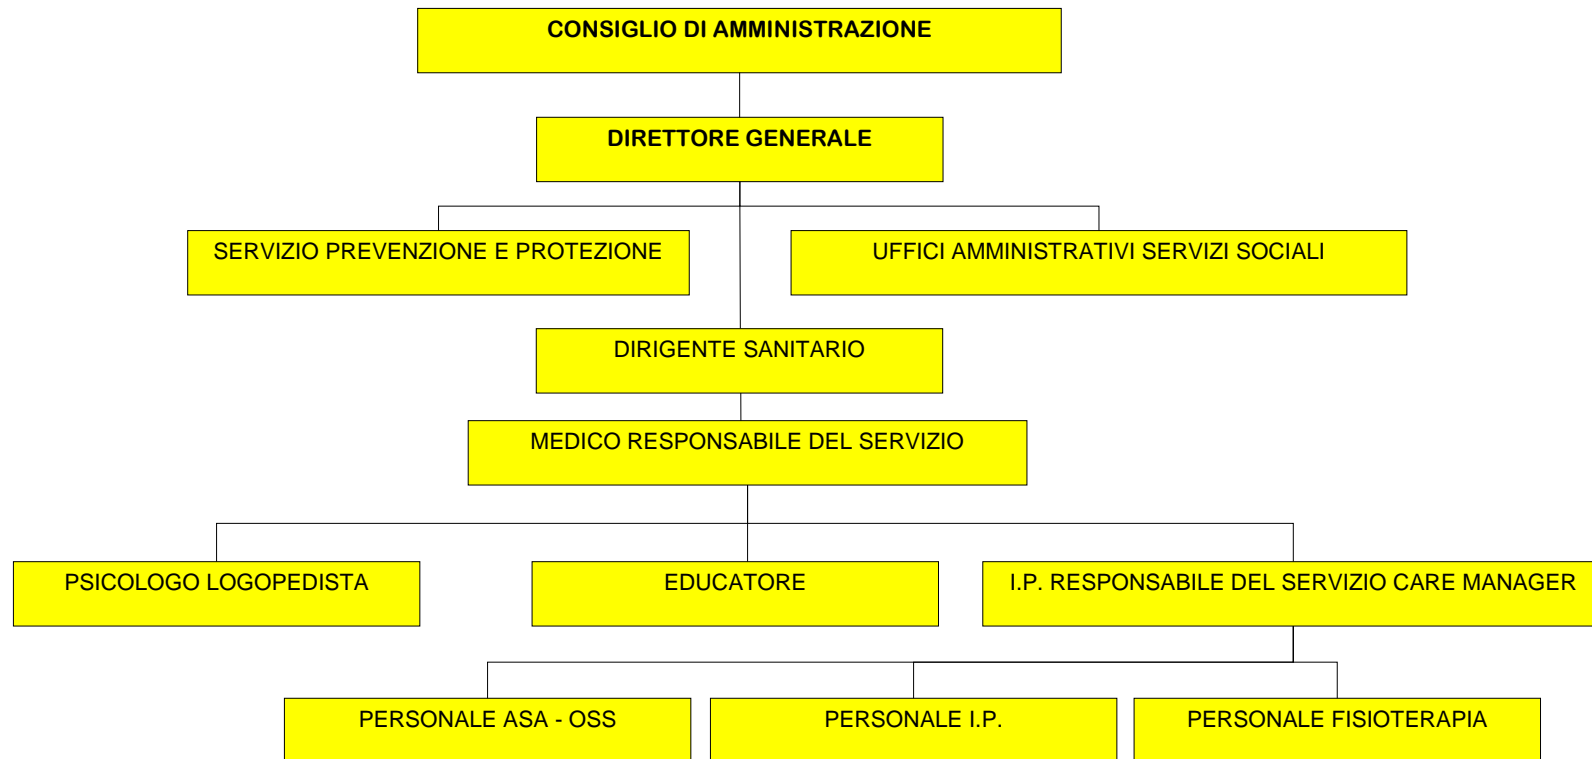 CONSIGLIO DI AMMINISTRAZIONE
DIRETTORE GENERALE
SERVIZIO PREVENZIONE E PROTEZIONE
UFFICI AMMINISTRATIVI SERVIZI SOCIALI
DIRIGENTE SANITARIO
MEDICO RESPONSABILE DEL SERVIZIO
PSICOLOGO LOGOPEDISTA
EDUCATORE
I.P. RESPONSABILE DEL SERVIZIO CARE MANAGER
PERSONALE ASA - OSS
PERSONALE I.P.
PERSONALE FISIOTERAPIA